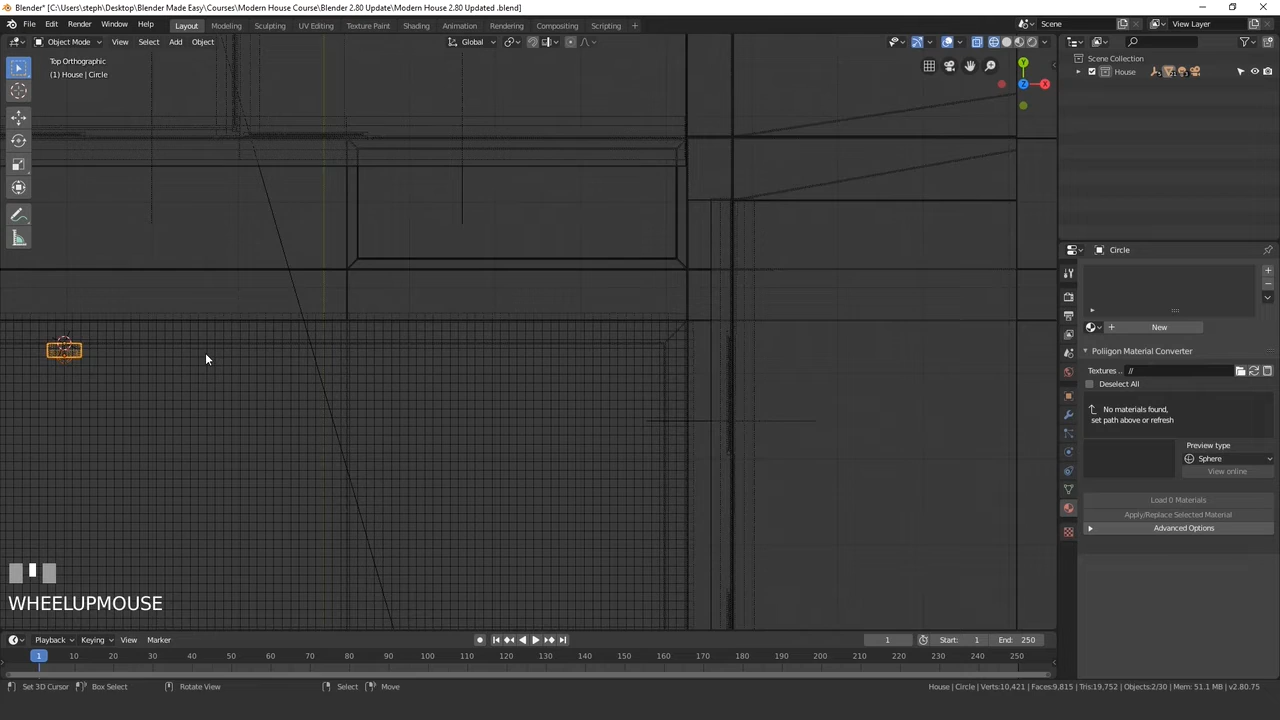 Blender* [C:\Users\steph\Desktop\Blender Made Easy\Courses\Modern House Course\Blender 2.80 Update\Modern House 2.80 Updated .blend]
File Edit Render Window Help Layout Modeling Sculpting UV Editing Texture Paint Shading Animation Rendering Compositing Scripting + Scene View Layer
Object Mode View Select Add Object Global
Top Orthographic
(1) House | Circle
Y
X
Z
Scene Collection
House
Circle
New
Poliigon Material Converter
Textures .. //
Deselect All
No materials found,
set path above or refresh
Preview type
Sphere
View online
Load 0 Materials
Apply/Replace Selected Material
Advanced Options
WHEELUPMOUSE
Playback Keying View Marker 1 Start: 1 End: 250
1 10 20 30 40 50 60 70 80 90 100 110 120 130 140 150 160 170 180 190 200 210 220 230 240 250
Set 3D Cursor Box Select Rotate View Select Move House | Circle | Verts:10,421 | Faces:9,815 | Tris:19,752 | Objects:2/30 | Mem: 51.1 MB | v2.80.75